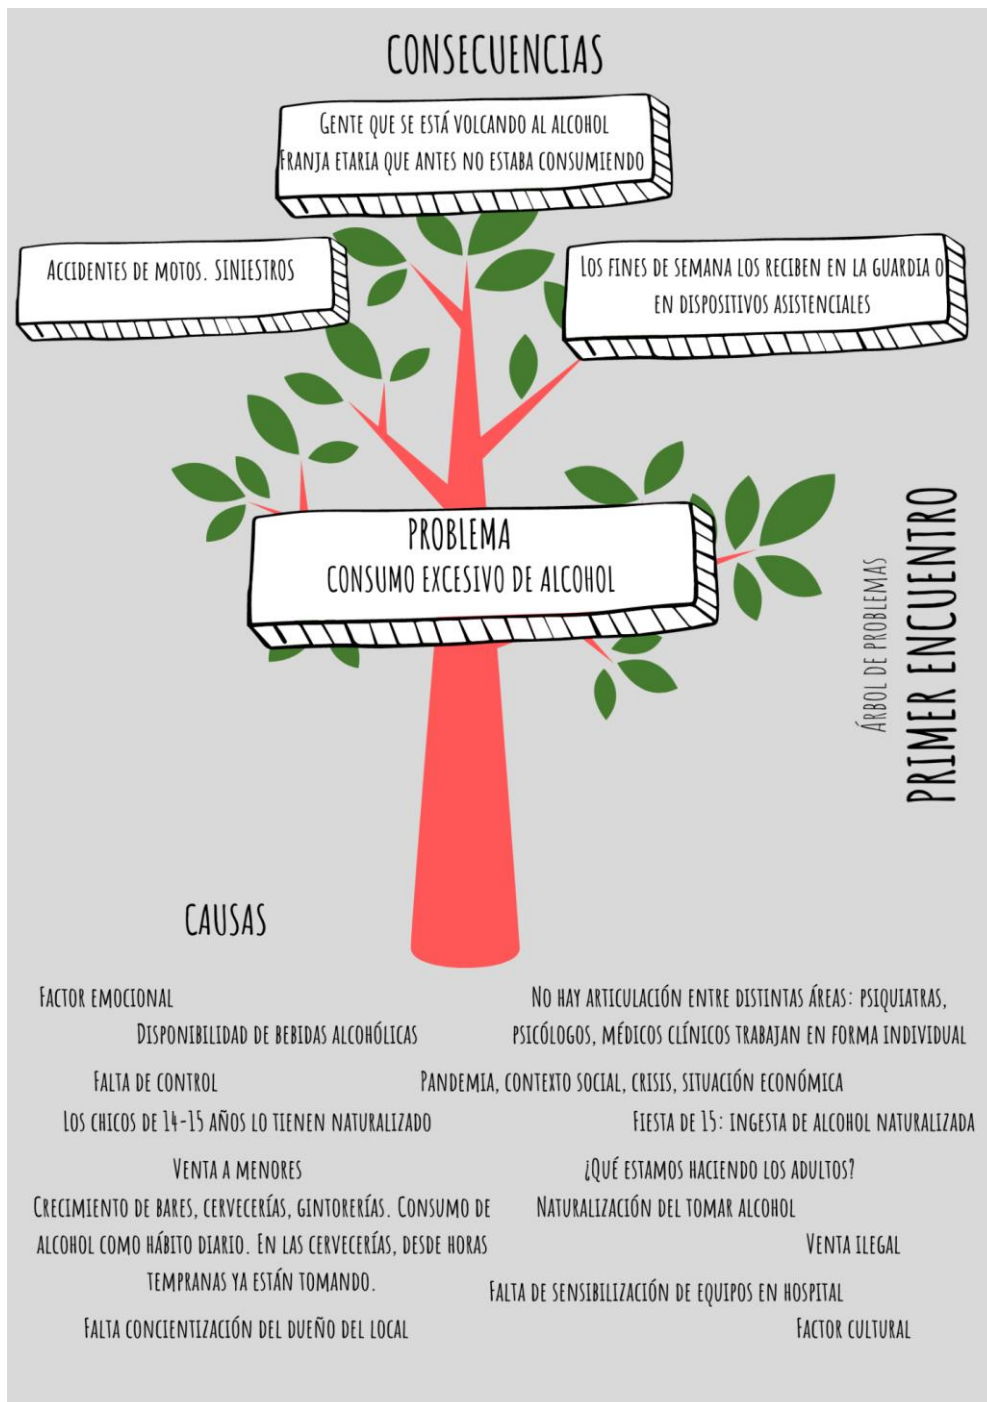 CONSECUENCIAS
GENTE QUE SE ESTÁ VOLCANDO AL ALCOHOL
FRANJA ETARIA QUE ANTES NO ESTABA CONSUMIENDO
ACCIDENTES DE MOTOS. SINIESTROS
LOS FINES DE SEMANA LOS RECIBEN EN LA GUARDIA O
EN DISPOSITIVOS ASISTENCIALES
PROBLEMA
CONSUMO EXCESIVO DE ALCOHOL
ÁRBOL DE PROBLEMAS
PRIMER ENCUENTRO
CAUSAS
FACTOR EMOCIONAL
DISPONIBILIDAD DE BEBIDAS ALCOHÓLICAS
FALTA DE CONTROL
LOS CHICOS DE 14-15 AÑOS LO TIENEN NATURALIZADO
VENTA A MENORES
CRECIMIENTO DE BARES, CERVECERÍAS, GINTORERÍAS. CONSUMO DE
ALCOHOL COMO HÁBITO DIARIO. EN LAS CERVECERÍAS, DESDE HORAS
TEMPRANAS YA ESTÁN TOMANDO.
FALTA CONCIENTIZACIÓN DEL DUEÑO DEL LOCAL
NO HAY ARTICULACIÓN ENTRE DISTINTAS ÁREAS: PSIQUIATRAS,
PSICÓLOGOS, MÉDICOS CLÍNICOS TRABAJAN EN FORMA INDIVIDUAL
PANDEMIA, CONTEXTO SOCIAL, CRISIS, SITUACIÓN ECONÓMICA
FIESTA DE 15: INGESTA DE ALCOHOL NATURALIZADA
¿QUÉ ESTAMOS HACIENDO LOS ADULTOS?
NATURALIZACIÓN DEL TOMAR ALCOHOL
VENTA ILEGAL
FALTA DE SENSIBILIZACIÓN DE EQUIPOS EN HOSPITAL
FACTOR CULTURAL